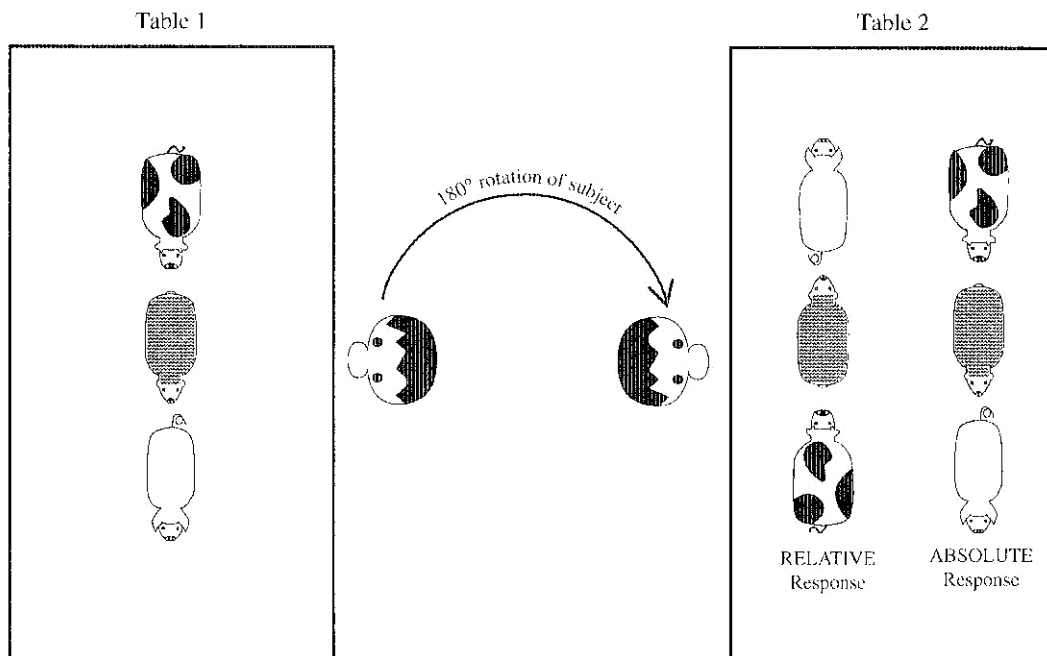 Table 1
Table 2
180° rotation of subject
RELATIVE
Response
ABSOLUTE
Response